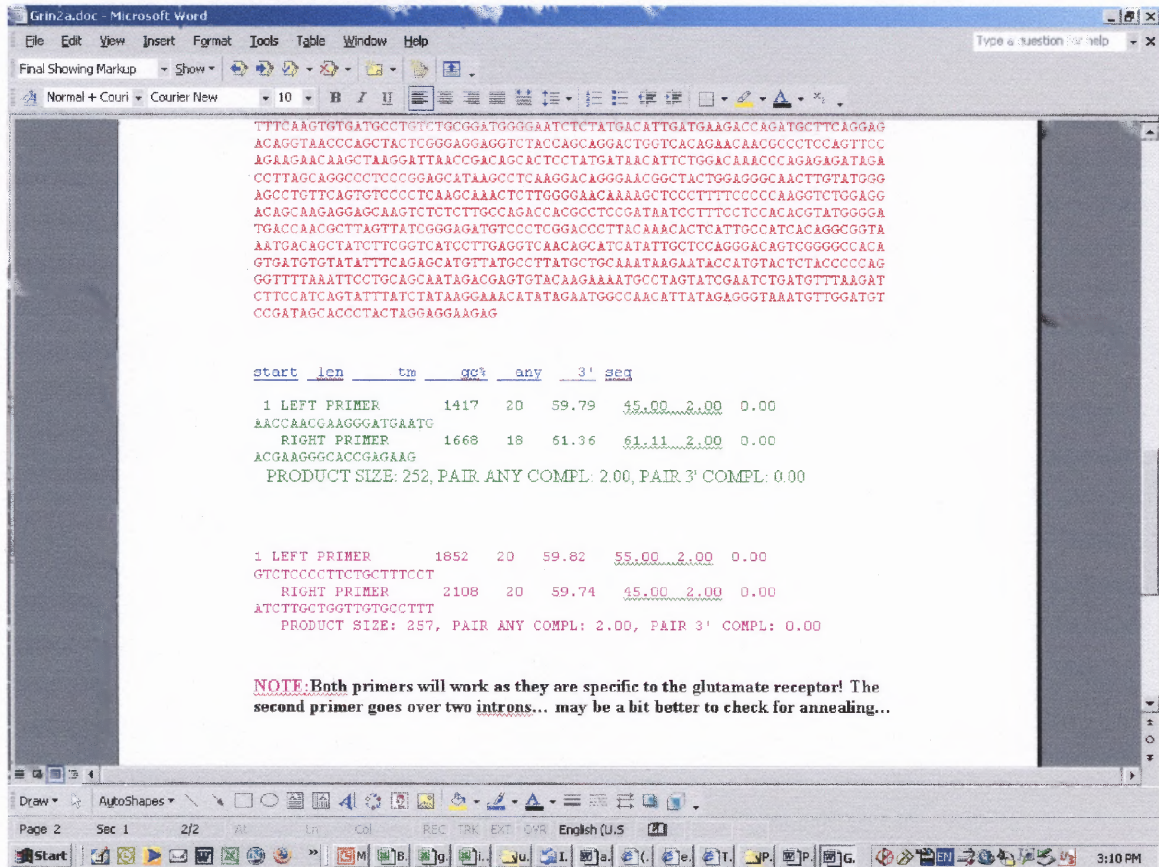 Grin2a.doc - Microsoft Word
File Edit View Insert Format Tools Table Window Help
Type a question for help
Final Showing Markup Show
Normal + Couri Courier New 10 B I U
TTTCAAGTGTGATGCCTGTCTGCGGATGGGGAATCTCTATGACATTGATGAAGACCAGATGCTTCAGGAG
ACAGGTAACCCAGCTACTCGGGAGGAGGTCTACCAGCAGGACTGGTCACAGAACAACGCCCTCCAGTTCC
AGAAGAACAAGCTAAGGATTAACCGACAGCACTCCTATGATAACATTCTGGACAAACCCAGAGAGATAGA
CCTTAGCAGGCCCTCCCGGAGCATAAGCCTCAAGGACAGGGAACGGCTACTGGAGGGCAACTTGTATGGG
AGCCTGTTCAGTGTCCCCTCAAGCAAACTCTTGGGGAACAAAAGCTCCCTTTTCCCCCAAGGTCTGGAGG
ACAGCAAGAGGAGCAAGTCTCTCTTGCCAGACCACGCCTCCGATAATCCTTTCCTCCACACGTATGGGGA
TGACCAACGCTTAGTTATCGGGAGATGTCCCTCGGACCCTTACAAACACTCATTGCCATCACAGGCGGTA
AATGACAGCTATCTTCGGTCATCCTTGAGGTCAACAGCATCATATTGCTCCAGGGACAGTCGGGGCCACA
GTGATGTGTATATTTCAGAGCATGTTATGCCTTATGCTGCAAATAAGAATACCATGTACTCTACCCCCAG
GGTTTTAAATTCCTGCAGCAATAGACGAGTGTACAAGAAAATGCCTAGTATCGAATCTGATGTTTAAGAT
CTTCCATCAGTATTTATCTATAAGGAAACATATAGAATGGCCAACATTATAGAGGGTAAATGTTGGATGT
CCGATAGCACCCTACTAGGAGGAAGAG
start len tm gc% any 3' seq
1 LEFT PRIMER 1417 20 59.79 45.00 2.00 0.00
AACCAACGAAGGGATGAATG
RIGHT PRIMER 1668 18 61.36 61.11 2.00 0.00
ACGAAGGGCACCGAGAAG
PRODUCT SIZE: 252, PAIR ANY COMPL: 2.00, PAIR 3' COMPL: 0.00
1 LEFT PRIMER 1852 20 59.82 55.00 2.00 0.00
GTCTCCCCTTCTGCTTTCCT
RIGHT PRIMER 2108 20 59.74 45.00 2.00 0.00
ATCTTGCTGGTTGTGCCTTT
PRODUCT SIZE: 257, PAIR ANY COMPL: 2.00, PAIR 3' COMPL: 0.00
NOTE:Both primers will work as they are specific to the glutamate receptor! The
second primer goes over two introns... may be a bit better to check for annealing...
Draw AutoShapes
Page 2 Sec 1 2/2 At Ln Col REC TRK EXT OVR English (U.S
Start M B. g. i.. u. I. a. (. e. T. P. P. G. EN 3:10 PM